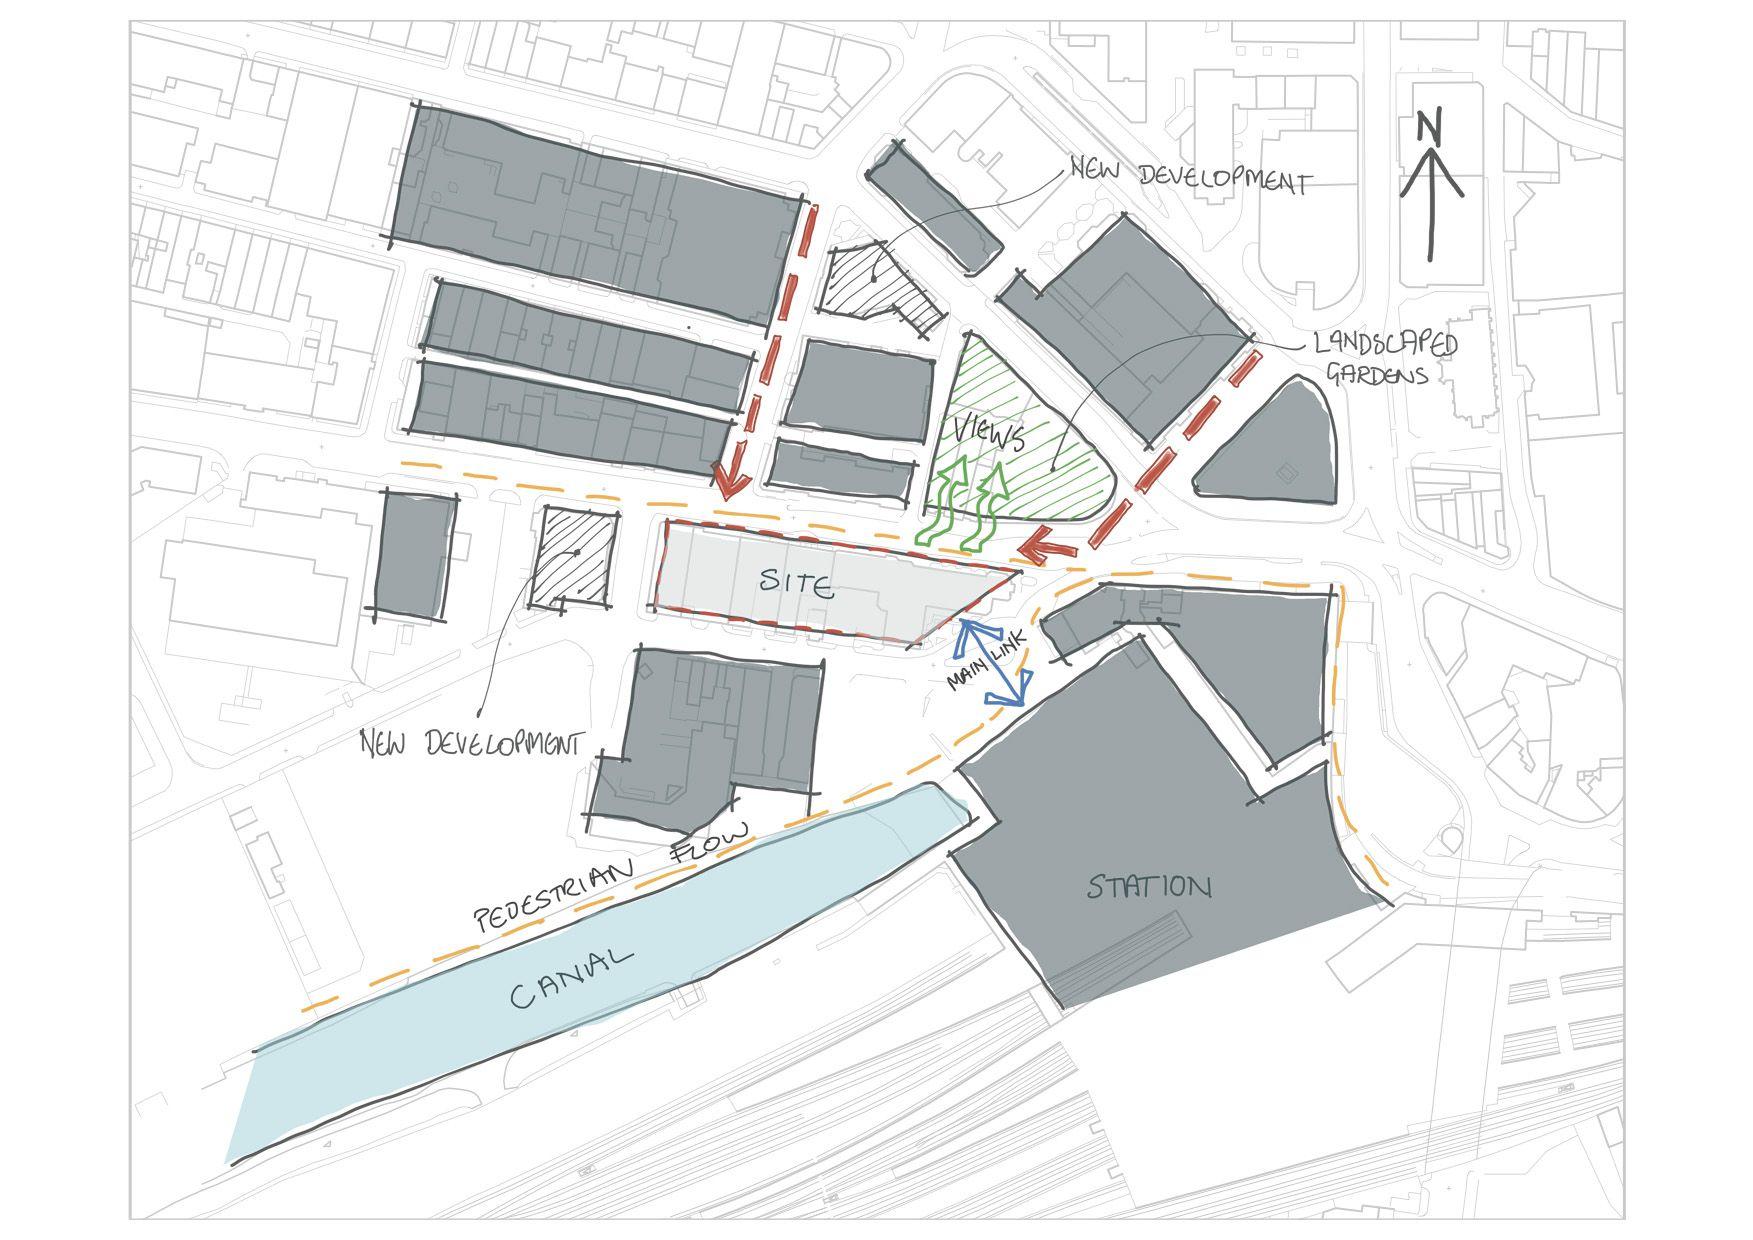 N
NEW DEVELOPMENT
LANDSCAPED
GARDENS
VIEWS
SITE
MAIN LINK
NEW DEVELOPMENT
PEDESTRIAN FLOW
STATION
CANAL